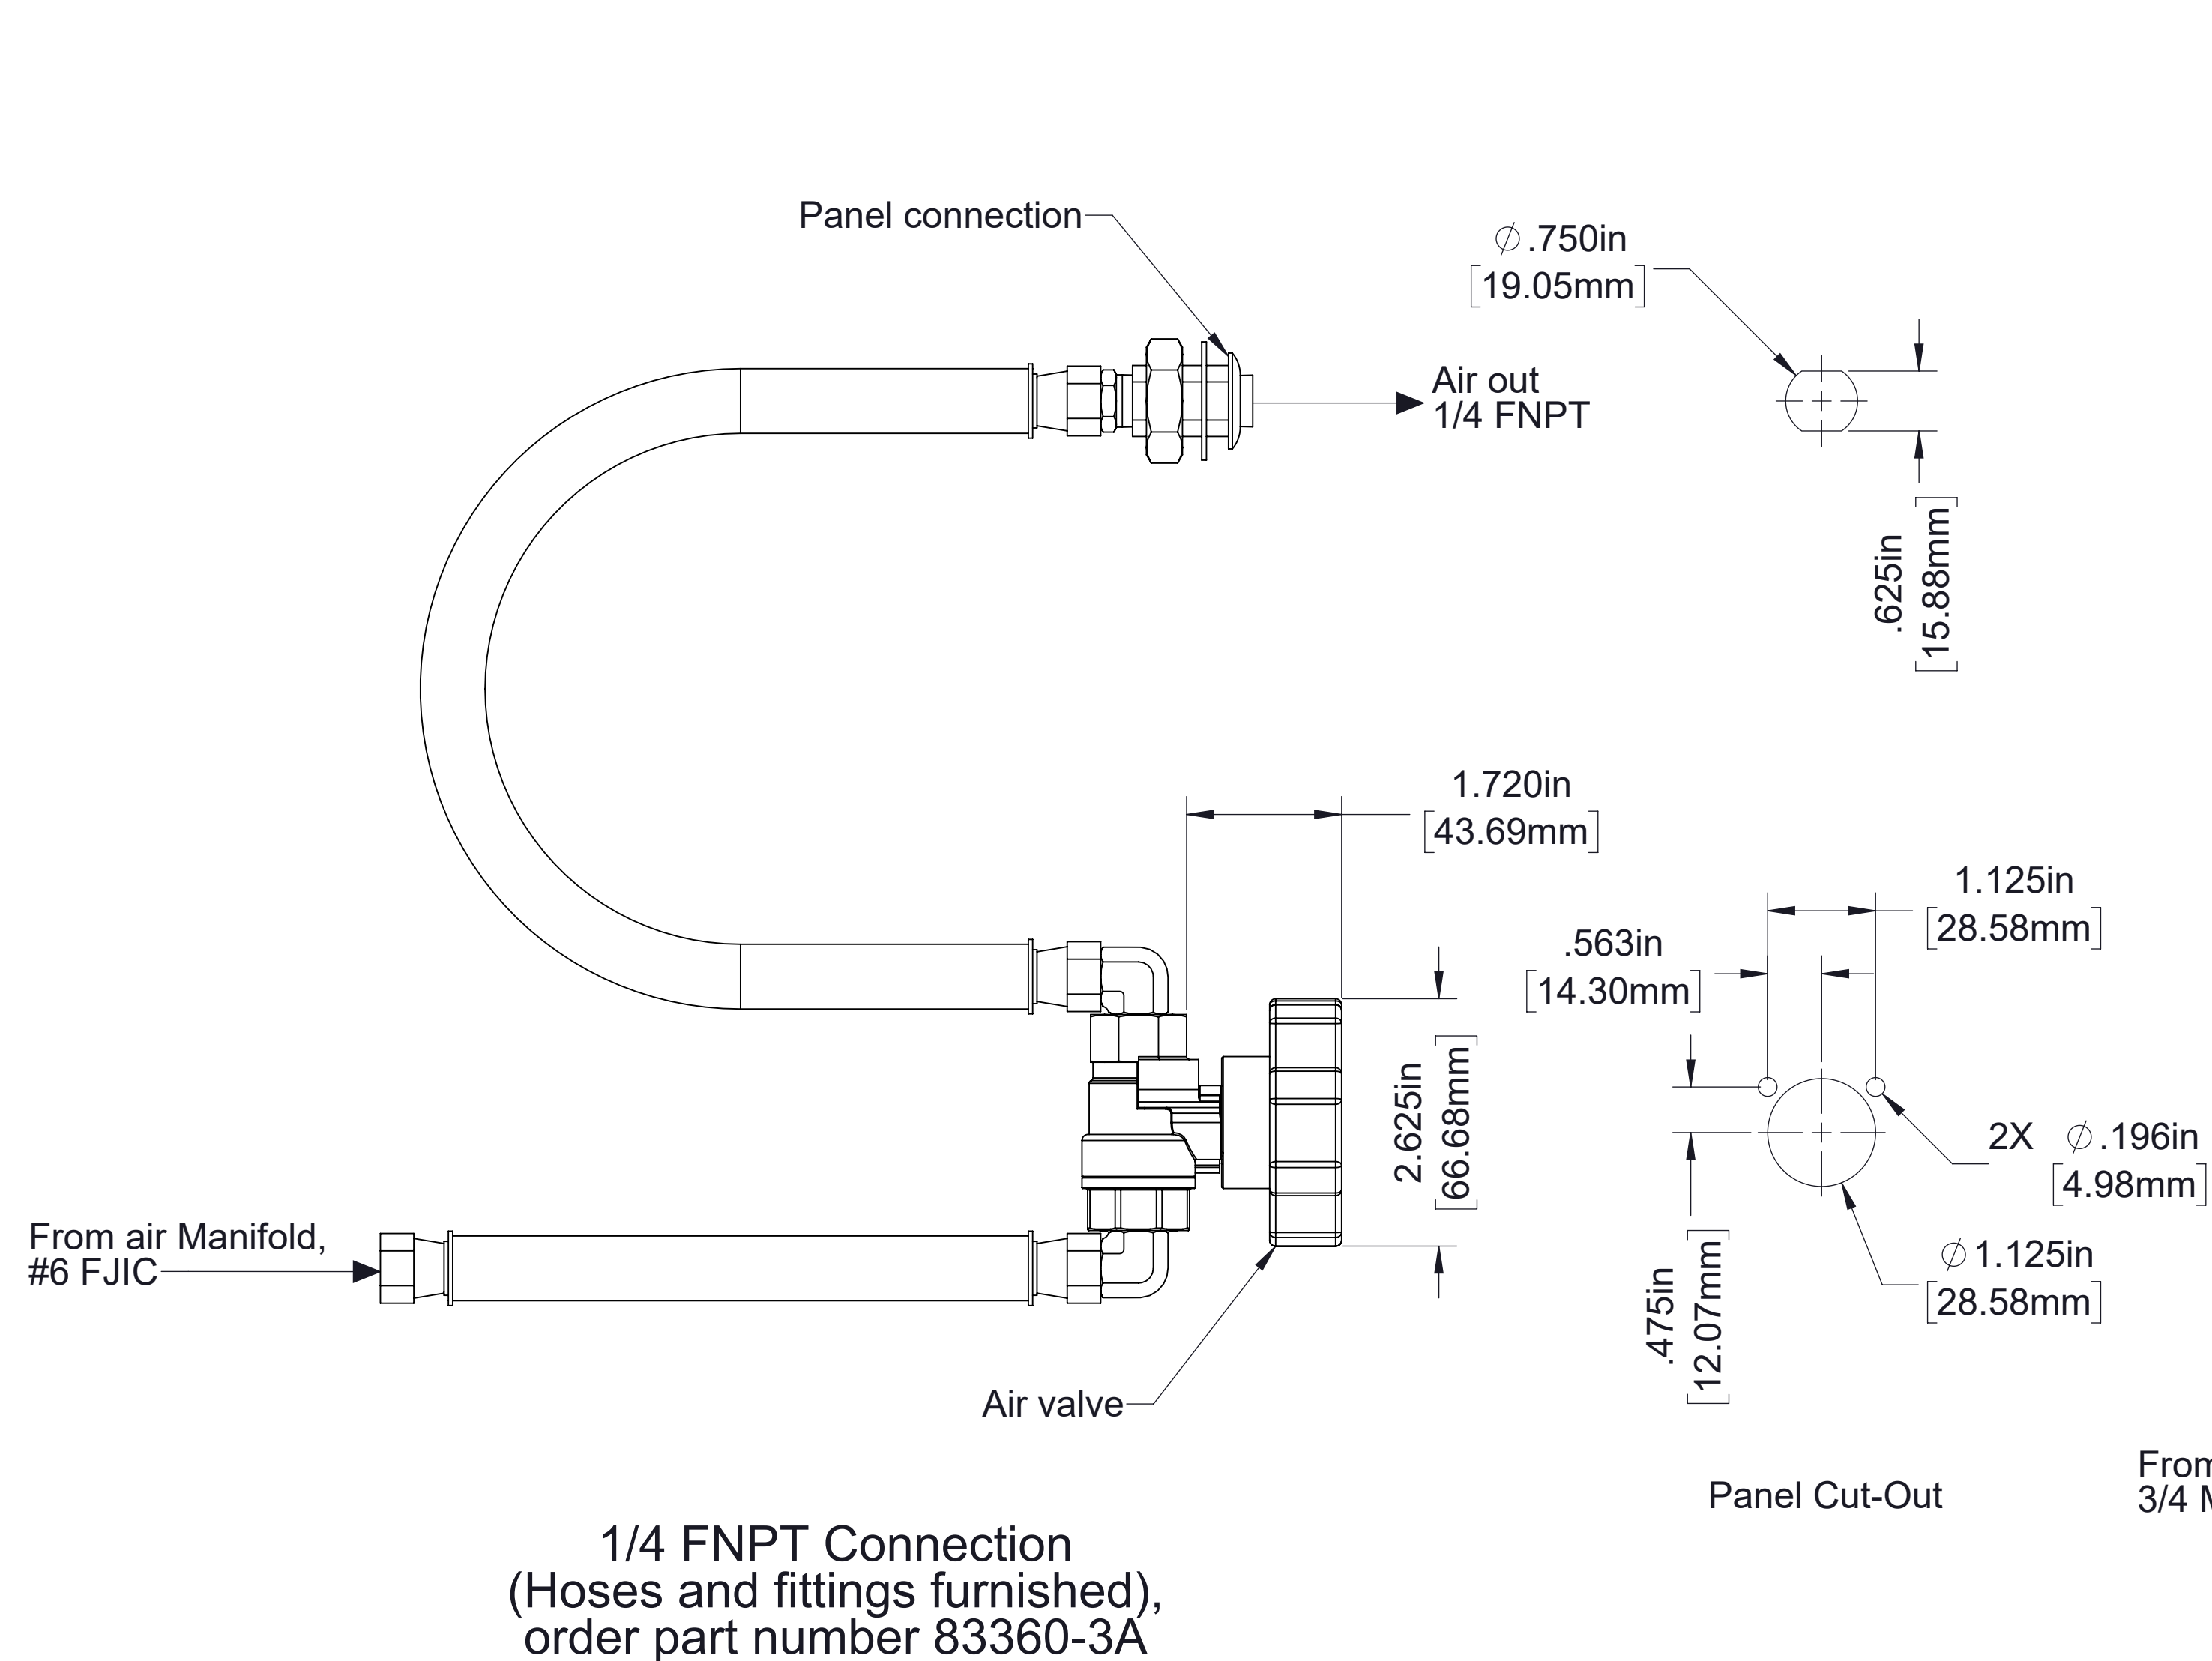 Panel connection
⌀.750in
[19.05mm]
Air out
1/4 FNPT
.625in
[15.88mm]
1.720in
[43.69mm]
1.125in
[28.58mm]
.563in
[14.30mm]
2.625in
[66.68mm]
2X ⌀.196in
[4.98mm]
⌀1.125in
[28.58mm]
.475in
[12.07mm]
From air Manifold,
#6 FJIC
Air valve
Panel Cut-Out
From
3/4 M
1/4 FNPT Connection
(Hoses and fittings furnished),
order part number 83360-3A